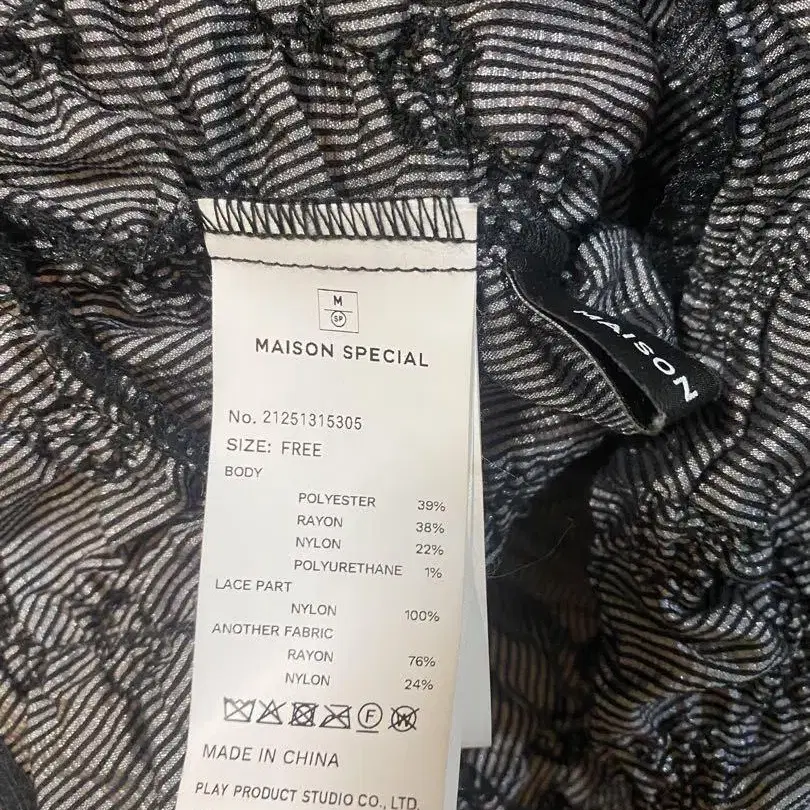 M
SP
MAISON SPECIAL
No. 21251315305
SIZE: FREE
BODY
POLYESTER 39%
RAYON 38%
NYLON 22%
POLYURETHANE 1%
LACE PART
NYLON 100%
ANOTHER FABRIC
RAYON 76%
NYLON 24%
F
W
MADE IN CHINA
PLAY PRODUCT STUDIO CO., LTD.
MAISON